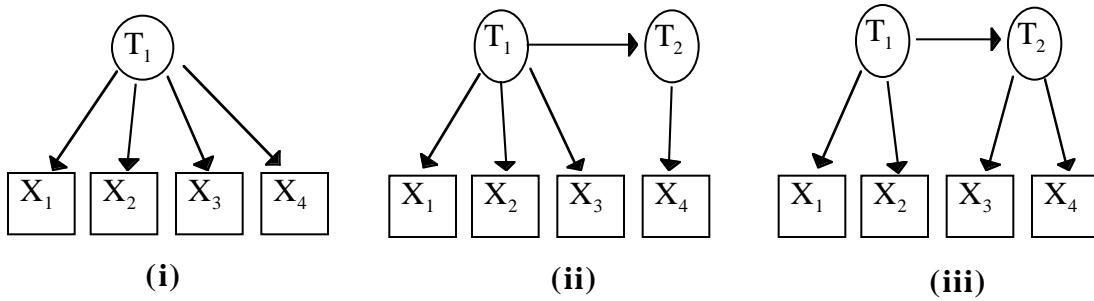 T₁ T₁ T₂ T₁ T₂
X₁ X₂ X₃ X₄ X₁ X₂ X₃ X₄ X₁ X₂ X₃ X₄
(i) (ii) (iii)